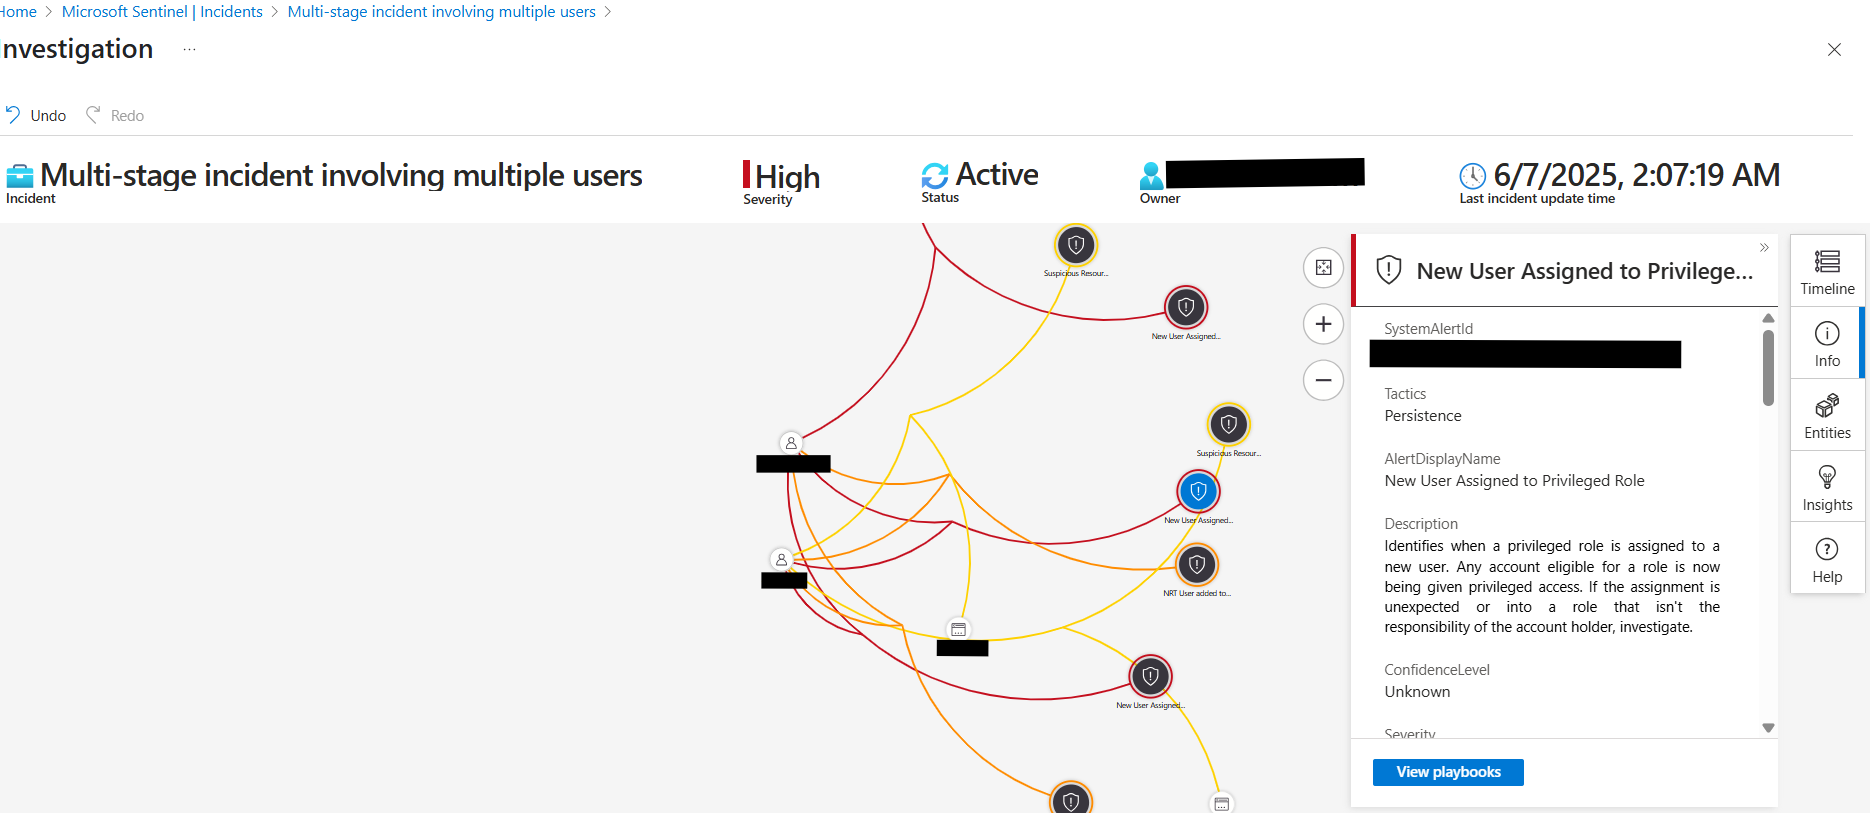 Home > Microsoft Sentinel | Incidents > Multi-stage incident involving multiple users >
Investigation ...
Undo Redo
Multi-stage incident involving multiple users
Incident
High
Severity
Active
Status
Owner
6/7/2025, 2:07:19 AM
Last incident update time
Suspicious Resour...
New User Assigned...
Suspicious Resour...
New User Assigned...
NRT User added to...
New User Assigned...
New User Assigned to Privilege...
SystemAlertId
Tactics
Persistence
AlertDisplayName
New User Assigned to Privileged Role
Description
Identifies when a privileged role is assigned to a
new user. Any account eligible for a role is now
being given privileged access. If the assignment is
unexpected or into a role that isn't the
responsibility of the account holder, investigate.
ConfidenceLevel
Unknown
Severity
View playbooks
Timeline
Info
Entities
Insights
Help